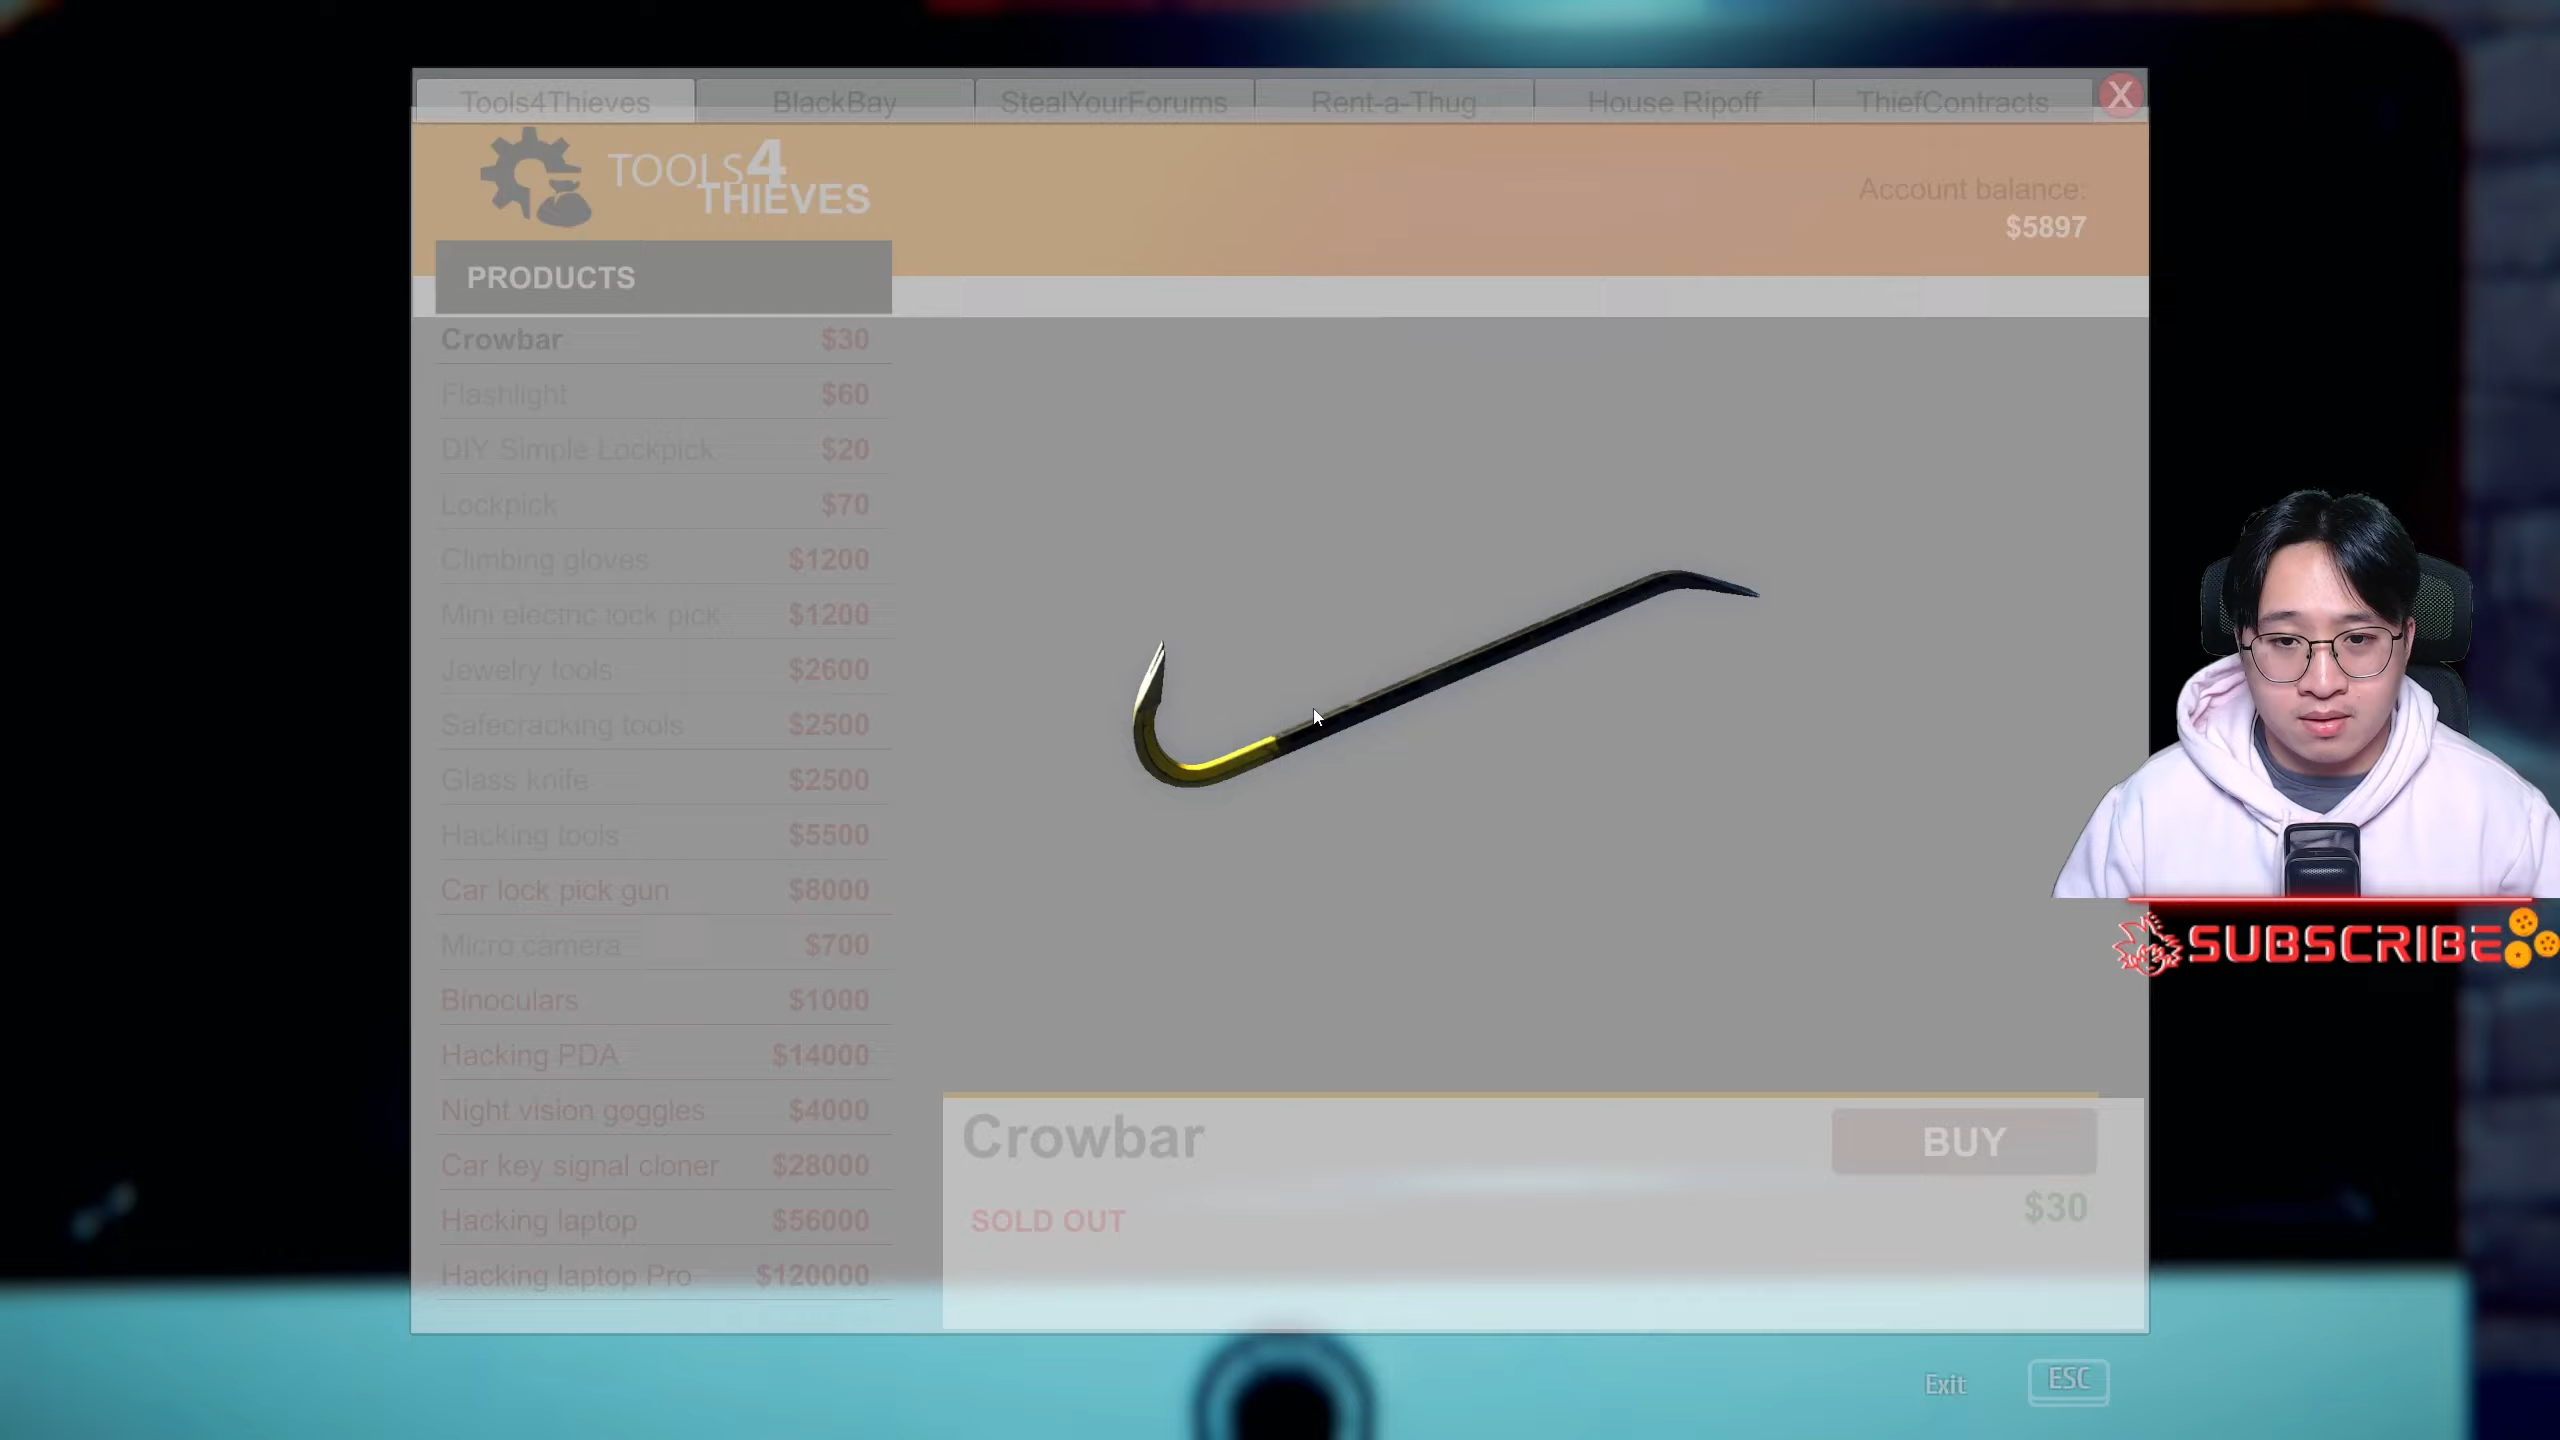 Tools4Thieves BlackBay StealYourForums Rent-a-Thug House Ripoff ThiefContracts X
TOOLS4
THIEVES
Account balance:
$5897
PRODUCTS
Crowbar $30
Flashlight $60
DIY Simple Lockpick $20
Lockpick $70
Climbing gloves $1200
Mini electric lock pick $1200
Jewelry tools $2600
Safecracking tools $2500
Glass knife $2500
Hacking tools $5500
Car lock pick gun $8000
Micro camera $700
Binoculars $1000
Hacking PDA $14000
Night vision goggles $4000
Car key signal cloner $28000
Hacking laptop $56000
Hacking laptop Pro $120000
Crowbar
BUY
SOLD OUT
$30
SUBSCRIBE
Exit ESC